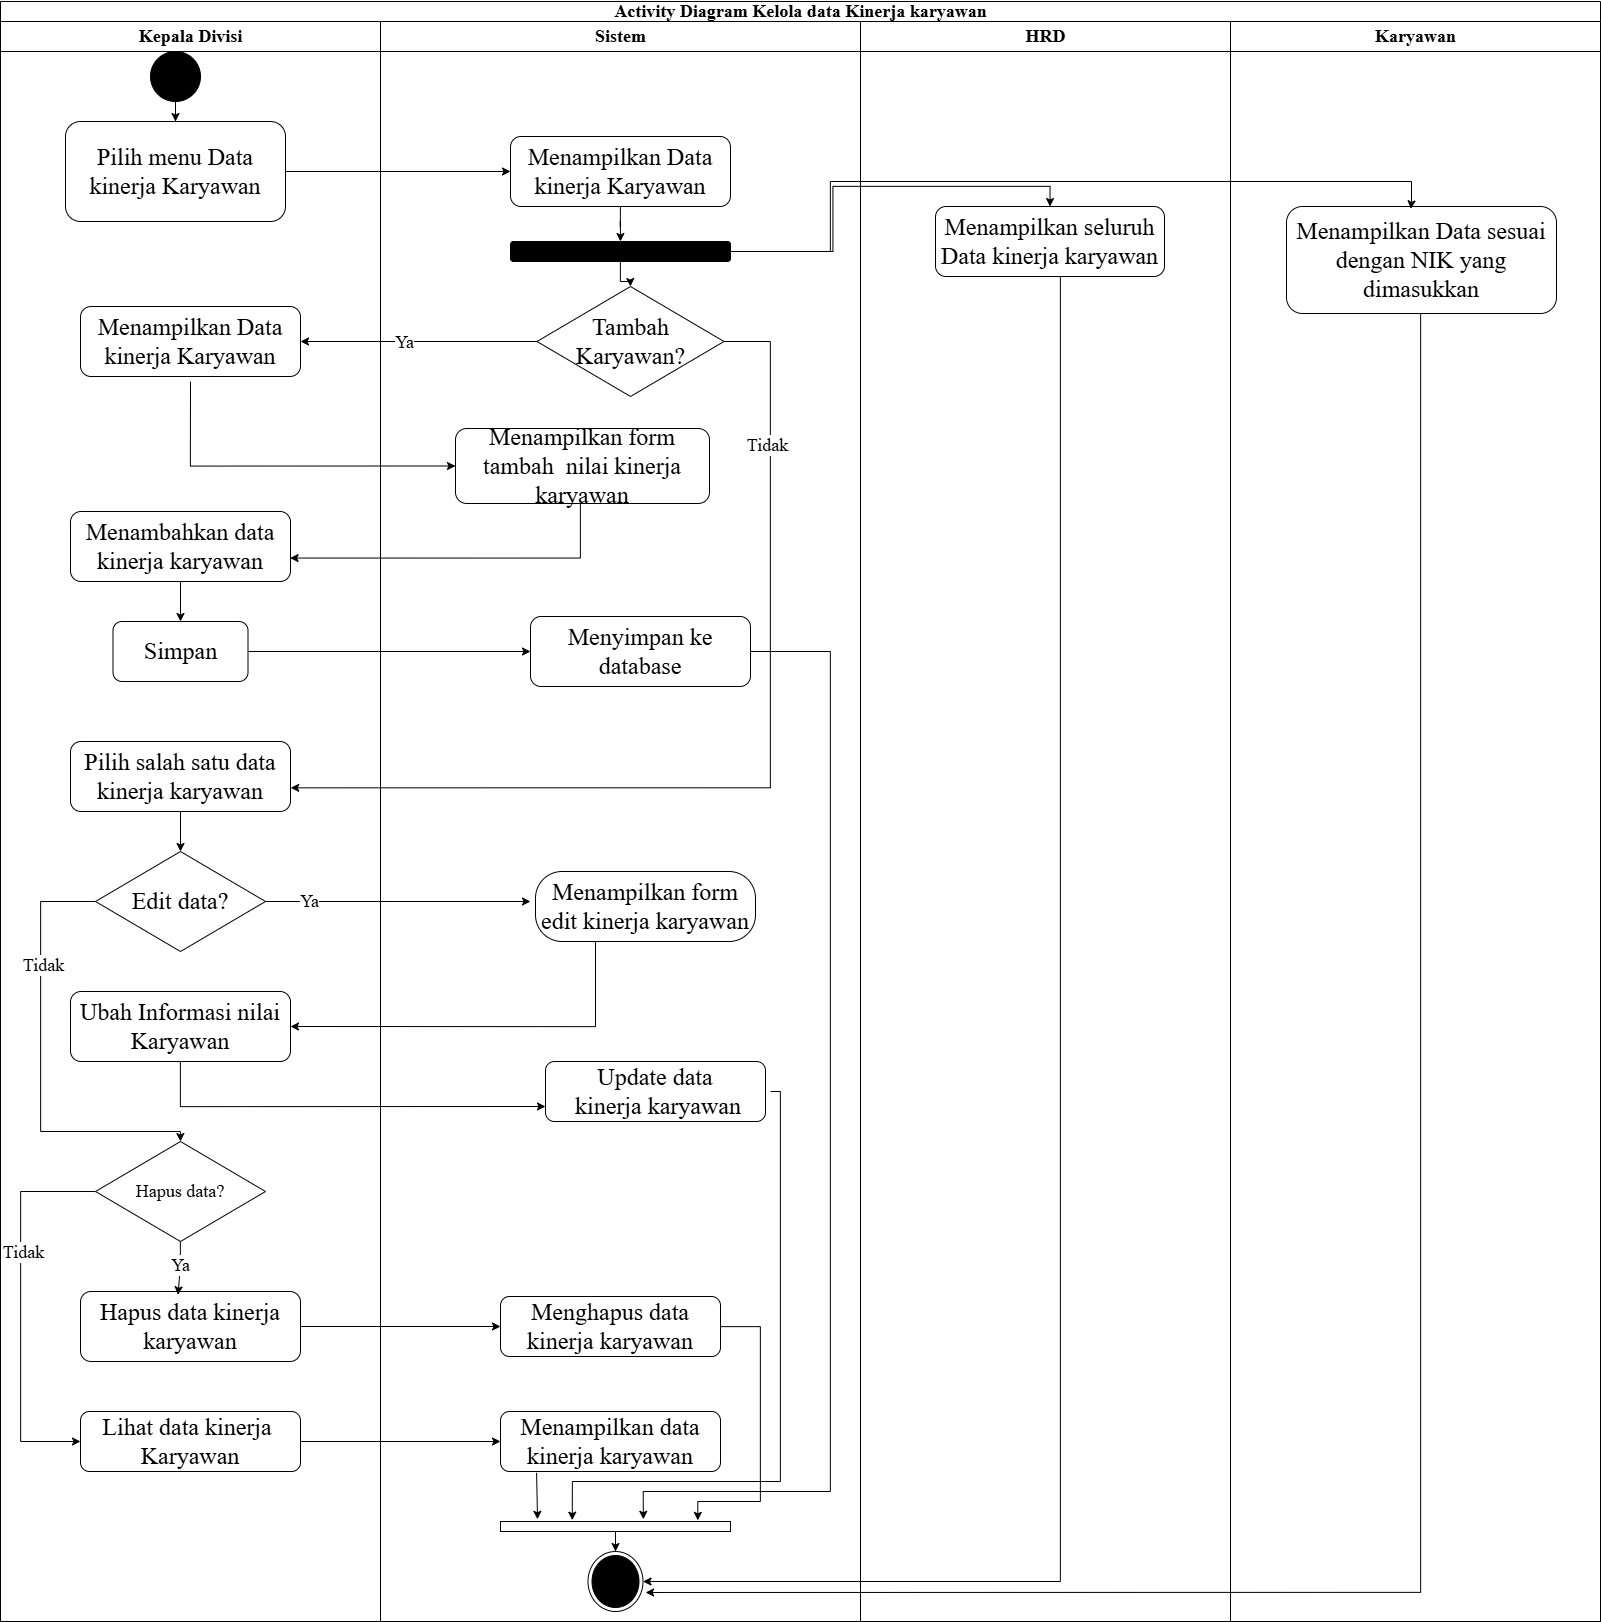 Activity Diagram Kelola data Kinerja karyawan
Kepala Divisi
Sistem
HRD
Karyawan
Pilih menu Data
kinerja Karyawan
Menampilkan Data
kinerja Karyawan
Menampilkan seluruh
Data kinerja karyawan
Menampilkan Data sesuai
dengan NIK yang
dimasukkan
Menampilkan Data
kinerja Karyawan
Ya
Tambah
Karyawan?
Tidak
Menampilkan form
tambah  nilai kinerja
karyawan
Menambahkan data
kinerja karyawan
Simpan
Menyimpan ke
database
Pilih salah satu data
kinerja karyawan
Edit data?
Ya
Menampilkan form
edit kinerja karyawan
Tidak
Ubah Informasi nilai
Karyawan
Update data
kinerja karyawan
Hapus data?
Tidak
Ya
Hapus data kinerja
karyawan
Menghapus data
kinerja karyawan
Lihat data kinerja
Karyawan
Menampilkan data
kinerja karyawan